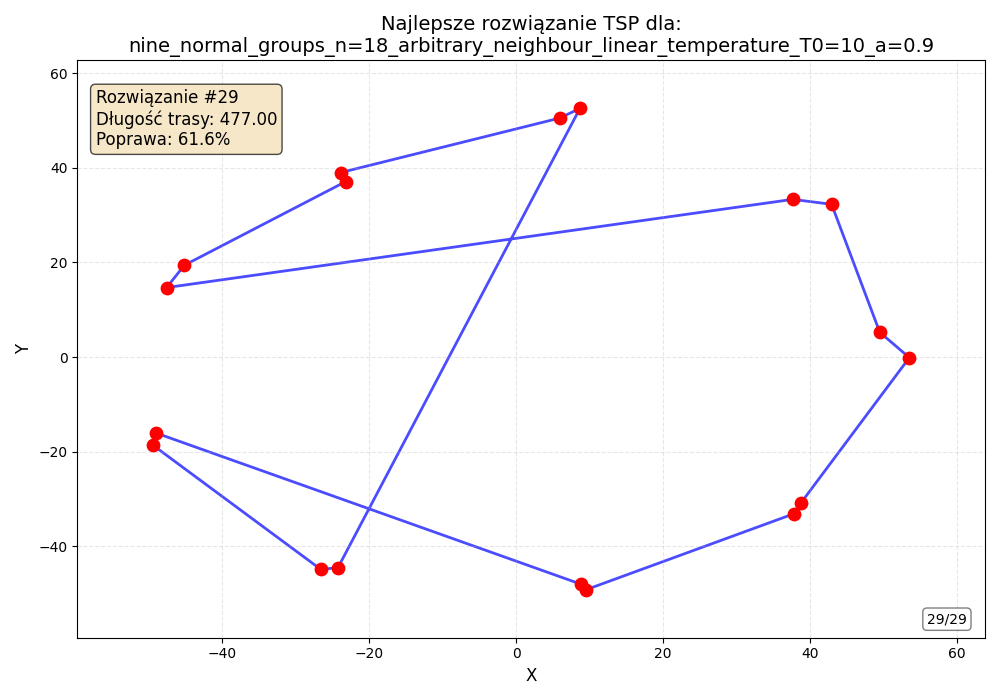 Najlepsze rozwiązanie TSP dla:
nine_normal_groups_n=18_arbitrary_neighbour_linear_temperature_T0=10_a=0.9
Rozwiązanie #29
Długość trasy: 477.00
Poprawa: 61.6%
60
40
20
0
−20
−40
Y
29/29
−40
−20
0
20
40
60
X